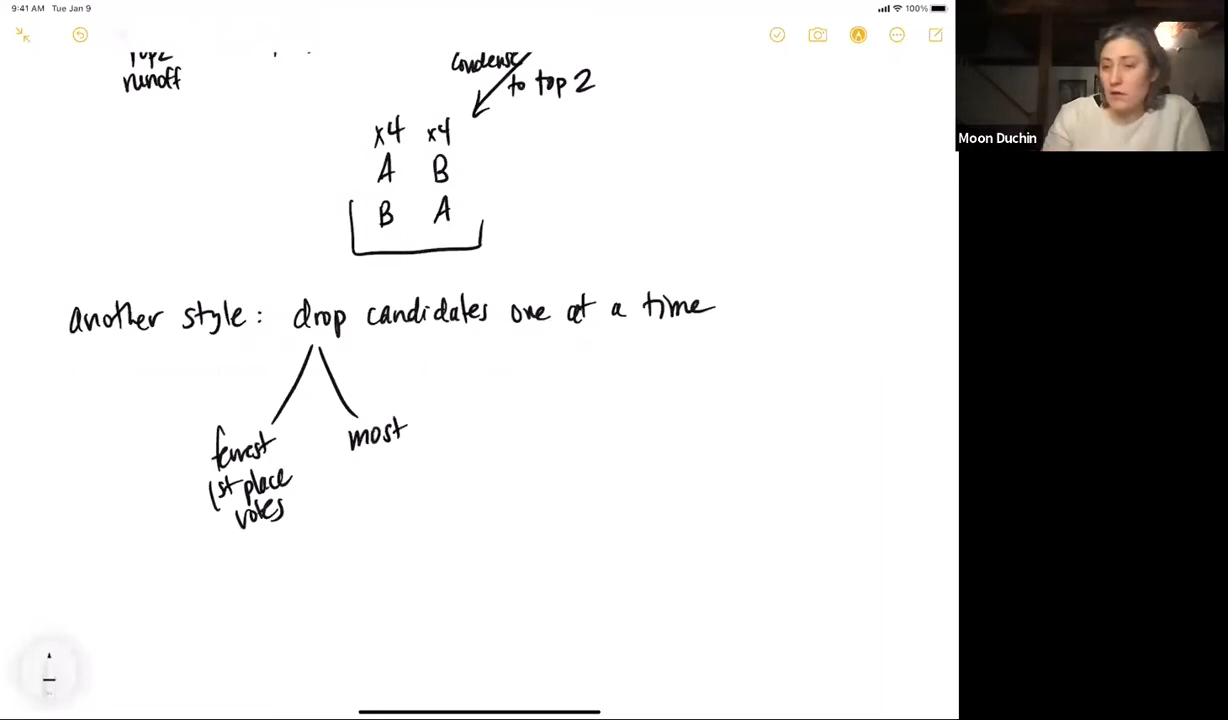 9:41 AM Tue Jan 9
100%
Moon Duchin
runoff
condense
to top 2
x4 x4
A B
B A
another style: drop candidates one at a time
fewest
1st place
votes
most